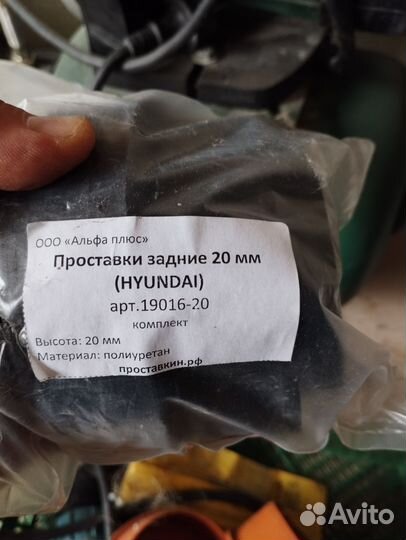 ООО «Альфа плюс»
Проставки задние 20 мм
(HYUNDAI)
арт.19016-20
комплект
Высота: 20 мм
Материал: полиуретан
проставкин.рф
Avito